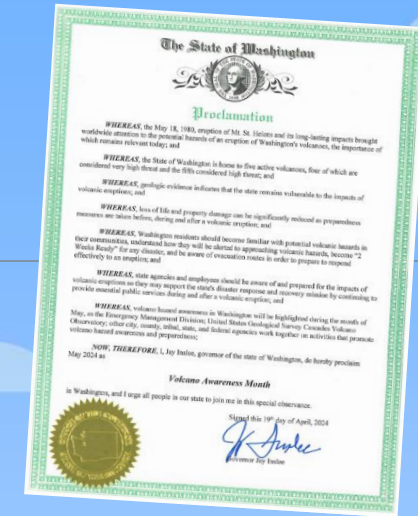 The State of Washington
Proclamation
WHEREAS, the May 18, 1980, eruption of Mt. St. Helens and its long-lasting impacts brought
worldwide attention to the potential hazards of an eruption of Washington's volcanoes, the importance of
which remains relevant today; and
WHEREAS, the State of Washington is home to five active volcanoes, four of which are
considered very high threat and the fifth considered high threat; and
WHEREAS, geologic evidence indicates that the state remains vulnerable to the impacts of
volcanic eruptions; and
WHEREAS, loss of life and property damage can be significantly reduced as preparedness
measures are taken before, during and after a volcanic eruption; and
WHEREAS, Washington residents should become familiar with potential volcanic hazards in
their communities, understand how they will be alerted to approaching volcanic hazards, become "2
Weeks Ready" for any disaster, and be aware of evacuation routes in order to prepare to respond
effectively to an eruption; and
WHEREAS, state agencies and employees should be aware of and prepared for the impacts of
volcanic eruptions so they may support the state's disaster response and recovery mission by continuing to
provide essential public services during and after a volcanic eruption; and
WHEREAS, volcano hazard awareness in Washington will be highlighted during the month of
May, as the Emergency Management Division; United States Geological Survey Cascades Volcano
Observatory; other city, county, tribal, state, and federal agencies work together on activities that promote
volcano hazard awareness and preparedness;
NOW, THEREFORE, I, Jay Inslee, governor of the state of Washington, do hereby proclaim
May 2024 as
Volcano Awareness Month
in Washington, and I urge all people in our state to join me in this special observance.
Signed this 19th day of April, 2024
Governor Jay Inslee